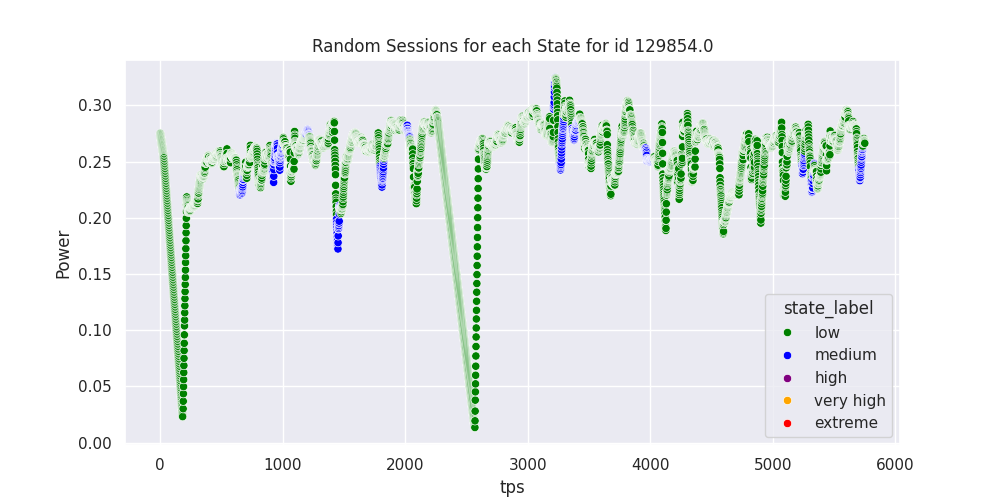 Random Sessions for each State for id 129854.0
Power
0.30
0.25
0.20
0.15
0.10
0.05
0.00
0
1000
2000
3000
4000
5000
6000
tps
state_label
low
medium
high
very high
extreme